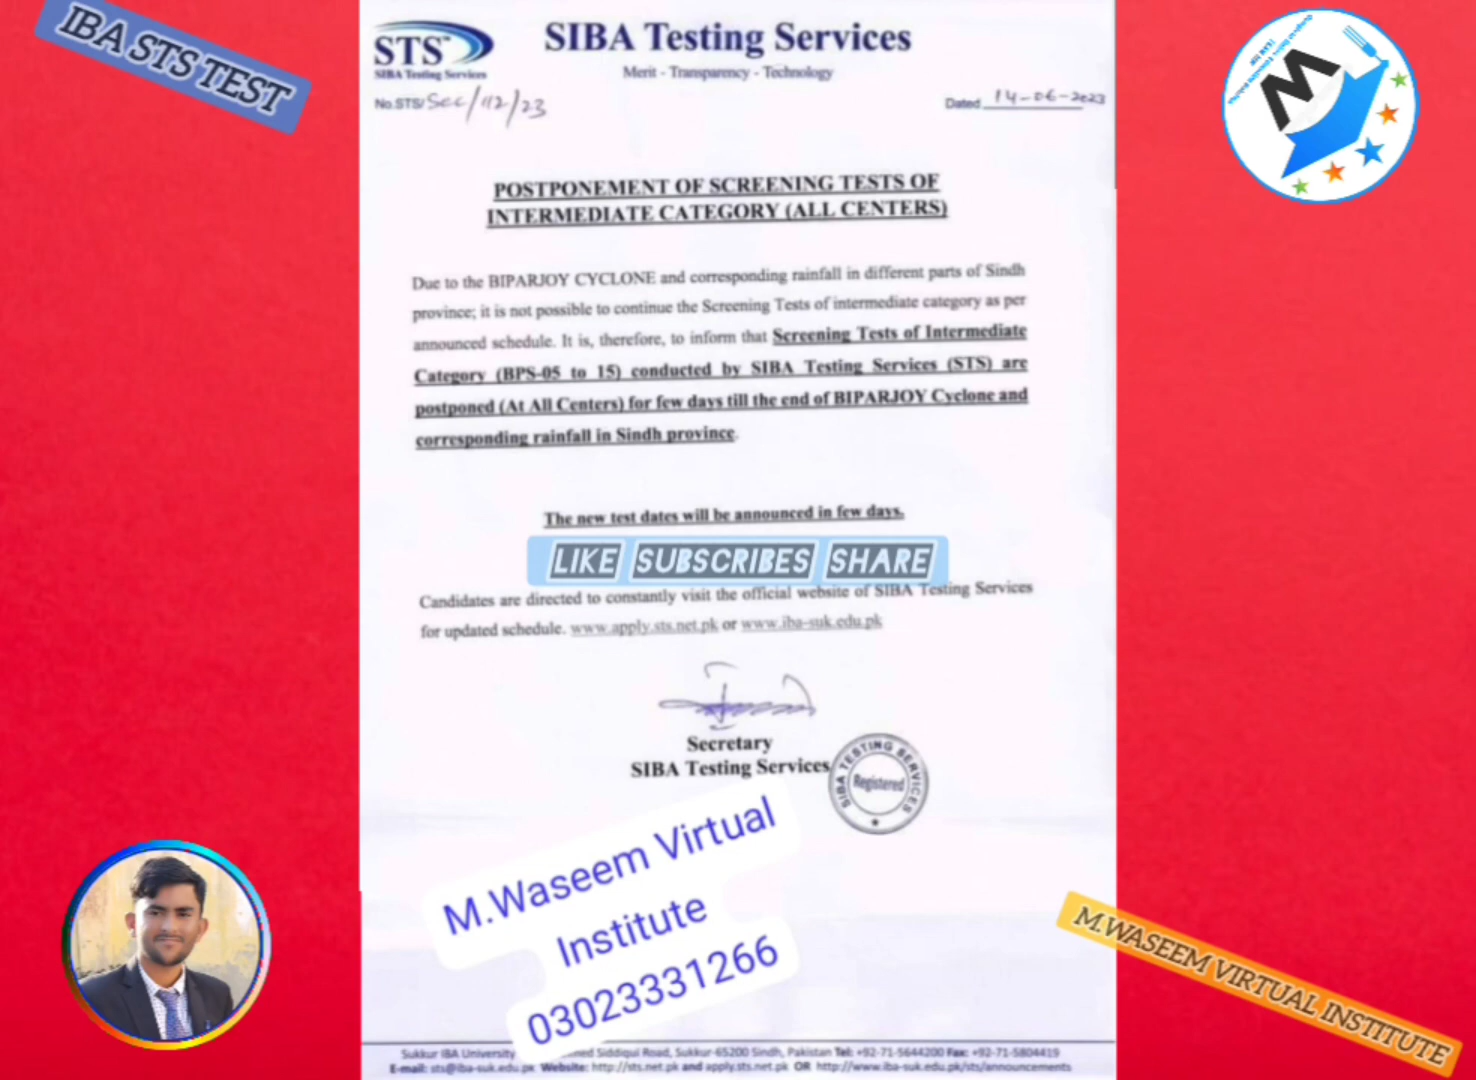 IBA STS TEST
STS
SIBA Testing Services
SIBA Testing Services
Merit - Transparency - Technology
No.STS/ Sec/112/23
Dated 14-06-2023
M
POSTPONEMENT OF SCREENING TESTS OF
INTERMEDIATE CATEGORY (ALL CENTERS)
Due to the BIPARJOY CYCLONE and corresponding rainfall in different parts of Sindh
province; it is not possible to continue the Screening Tests of intermediate category as per
announced schedule. It is, therefore, to inform that Screening Tests of Intermediate
Category (BPS-05 to 15) conducted by SIBA Testing Services (STS) are
postponed (At All Centers) for few days till the end of BIPARJOY Cyclone and
corresponding rainfall in Sindh province.
The new test dates will be announced in few days.
LIKE SUBSCRIBES SHARE
Candidates are directed to constantly visit the official website of SIBA Testing Services
for updated schedule. www.apply.sts.net.pk or www.iba-suk.edu.pk
Secretary
SIBA Testing Services
SIBA TESTING SERVICES
Registered
M.Waseem Virtual
Institute
03023331266
M.WASEEM VIRTUAL INSTITUTE
Sukkur IBA University Siddiqui Road, Sukkur-65200 Sindh, Pakistan Tel: +92-71-5644200 Fax: +92-71-5804419
E-mail: sts@iba-suk.edu.pk Website: http://sts.net.pk and apply.sts.net.pk OR http://www.iba-suk.edu.pk/sts/announcements